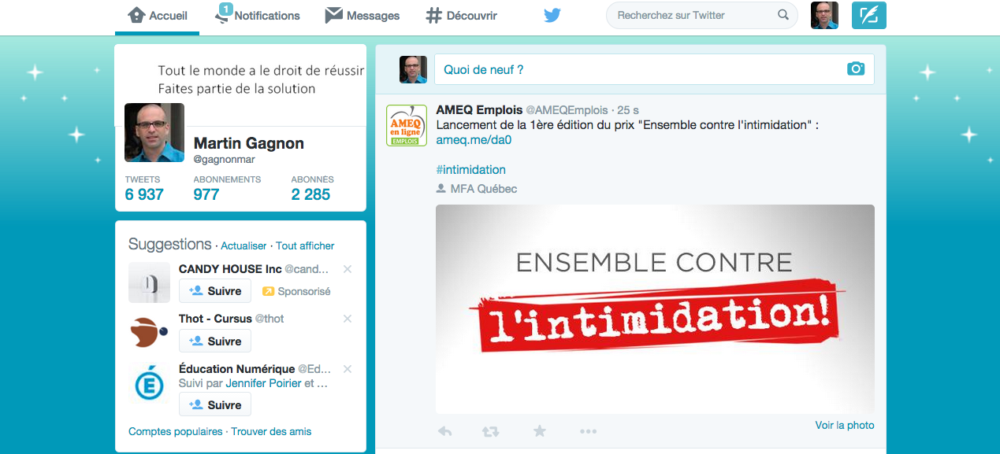 Accueil
1
Notifications
Messages
Découvrir
Recherchez sur Twitter
Tout le monde a le droit de réussir
Faites partie de la solution
Martin Gagnon
@gagnonmar
TWEETS ABONNEMENTS ABONNÉS
6 937 977 2 285
Suggestions · Actualiser · Tout afficher
CANDY HOUSE Inc @cand...
Suivre Sponsorisé
Thot - Cursus @thot
Suivre
Éducation Numérique @Ed...
Suivi par Jennifer Poirier et ...
É
Suivre
Comptes populaires · Trouver des amis
Quoi de neuf ?
AMEQ
en ligne
EMPLOIS
AMEQ Emplois @AMEQEmplois · 25 s
Lancement de la 1ère édition du prix "Ensemble contre l'intimidation" :
ameq.me/da0
#intimidation
MFA Québec
ENSEMBLE CONTRE
l'intimidation!
Voir la photo